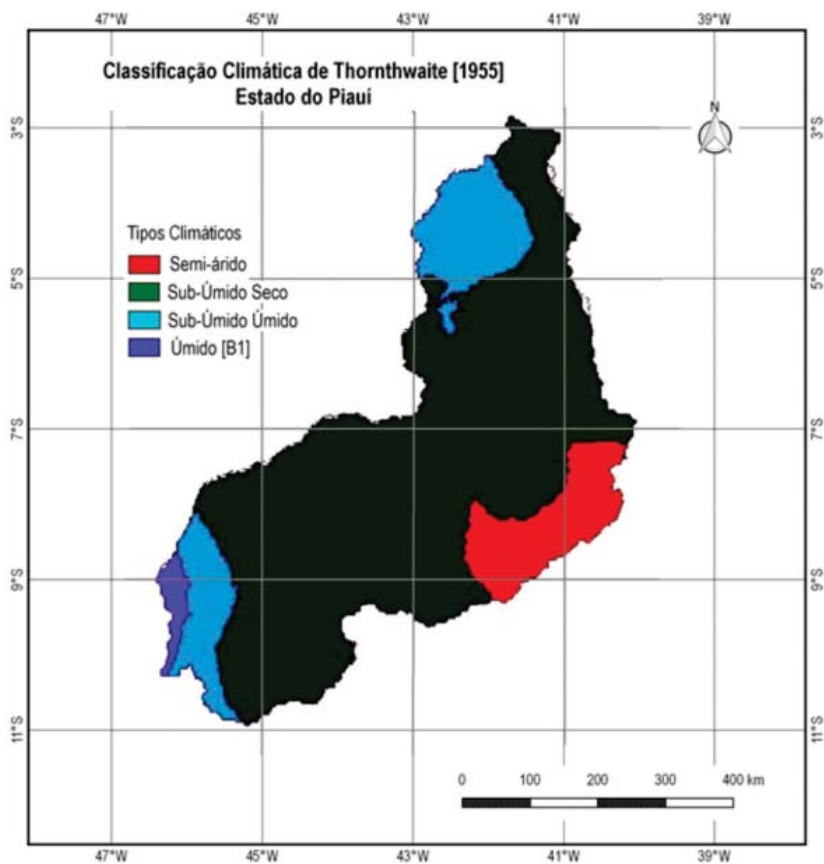 47°W 45°W 43°W 41°W 39°W
Classificação Climática de Thornthwaite [1955]
Estado do Piauí
N
3°S 3°S
Tipos Climáticos
Semi-árido
Sub-Úmido Seco
Sub-Úmido Úmido
Úmido [B1]
5°S 5°S
7°S 7°S
9°S 9°S
11°S 11°S
0 100 200 300 400 km
47°W 45°W 43°W 41°W 39°W